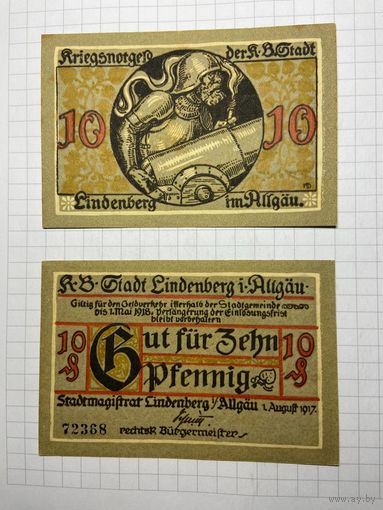 Kriegsnotgeld der K.B. Stadt
10 10
Lindenberg im Allgäu.
K.B. Stadt Lindenberg i. Allgäu.
Giltig für den Geldverkehr innerhalb der Stadtgemeinde
bis 1. Mai 1918. Verlängerung der Einlösungsfrist
bleibt vorbehalten
10 ₰ Gut für Zehn 10 ₰
Pfennig
Stadtmagistrat Lindenberg i/Allgäu 1. August 1917.
72368 rechtsk. Bürgermeister
ay.by